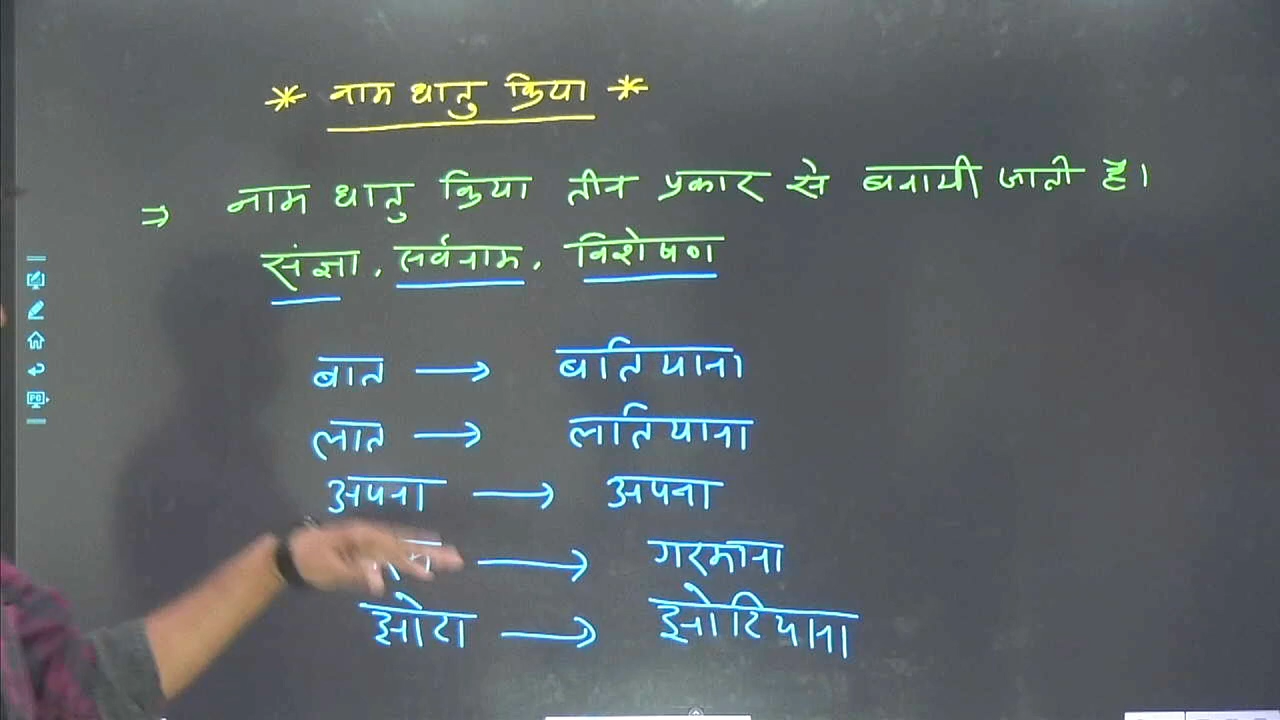 * नाम धातु क्रिया *
⇒ नाम धातु क्रिया तीन प्रकार से बनायी जाती है।
संज्ञा, सर्वनाम, विशेषण
बात → बतियाना
लात → लतियाना
अपना → अपना
→ गरमाना
झोटा → झोटियाना